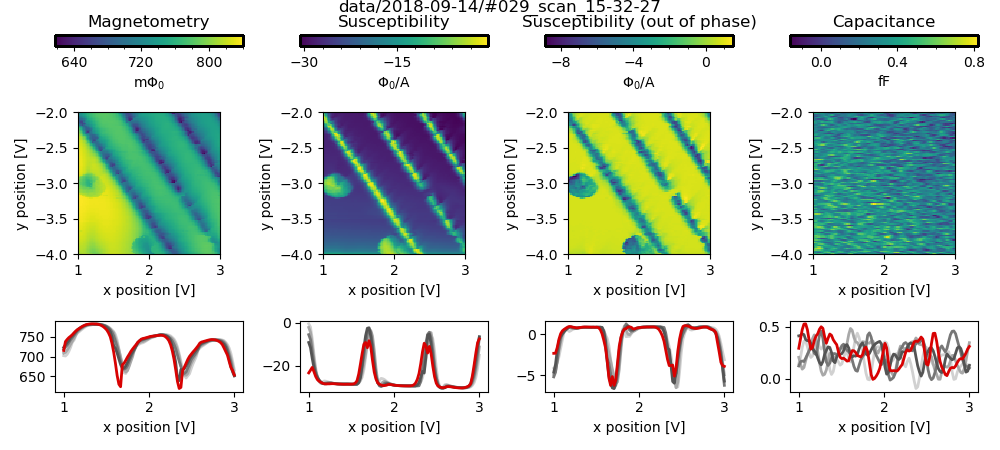 data/2018-09-14/#029_scan_15-32-27
Magnetometry Susceptibility Susceptibility (out of phase) Capacitance
640 720 800 −30 −15 −8 −4 0 0.0 0.4 0.8
mΦ0 Φ0/A Φ0/A fF
−2.0 −2.0 −2.0 −2.0
−2.5 −2.5 −2.5 −2.5
−3.0 −3.0 −3.0 −3.0
−3.5 −3.5 −3.5 −3.5
−4.0 −4.0 −4.0 −4.0
y position [V] y position [V] y position [V] y position [V]
1 2 3 1 2 3 1 2 3 1 2 3
x position [V] x position [V] x position [V] x position [V]
750 0 0 0.5
700 −20 −5 0.0
650
1 2 3 1 2 3 1 2 3 1 2 3
x position [V] x position [V] x position [V] x position [V]